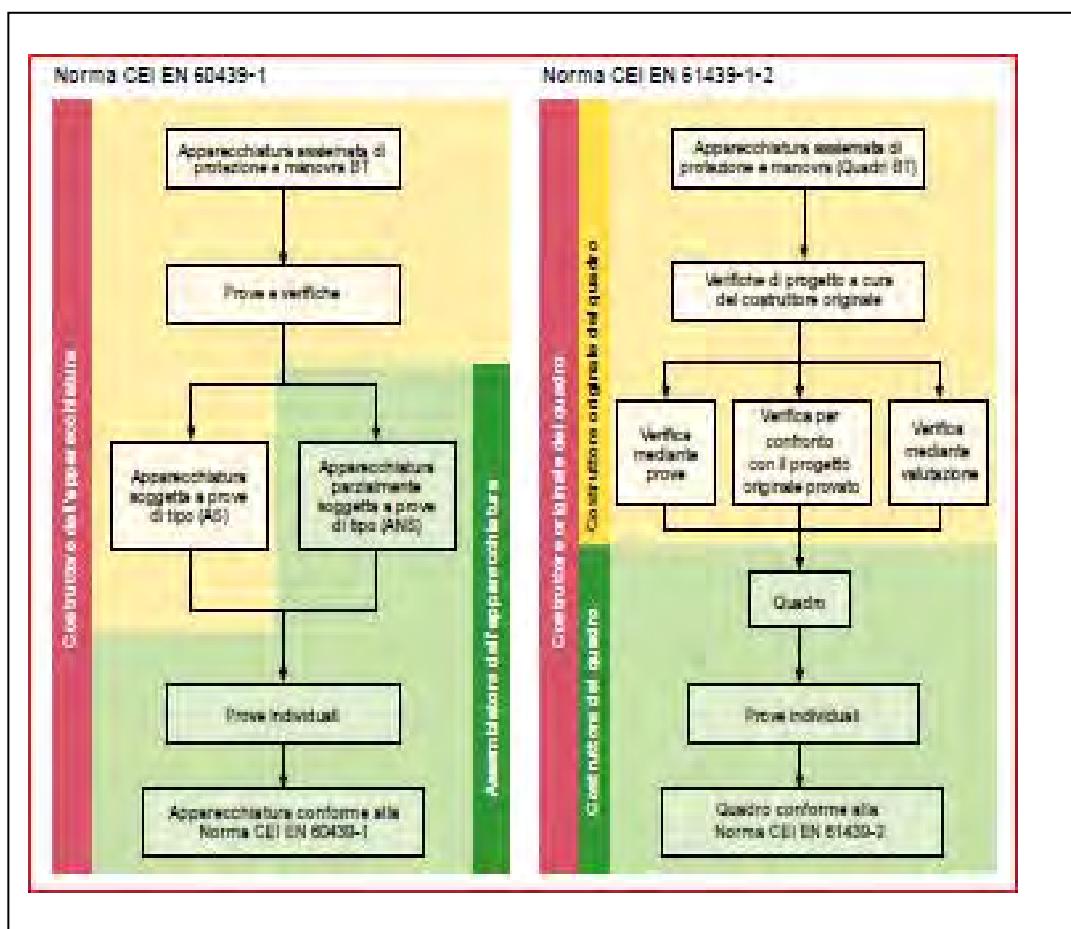 Norma CEI EN 60439-1
Costruttore dell'apparecchiatura
Apparecchiatura assiemata di
protezione e manovra BT
Prove e verifiche
Apparecchiatura
soggetta a prove
di tipo (AS)
Apparecchiatura
parzialmente
soggetta a prove
di tipo (ANS)
Assemblatore dell'apparecchiatura
Prove individuali
Apparecchiatura conforme alla
Norma CEI EN 60439-1
Norma CEI EN 61439-1-2
Costruttore originale del quadro
Costruttore originale del quadro
Apparecchiatura assiemata di
protezione e manovra (Quadri BT)
Verifiche di progetto a cura
del costruttore originale
Verifica
mediante
prove
Verifica per
confronto
con il progetto
originale provato
Verifica
mediante
valutazione
Costruttore del quadro
Quadro
Prove individuali
Quadro conforme alla
Norma CEI EN 61439-2